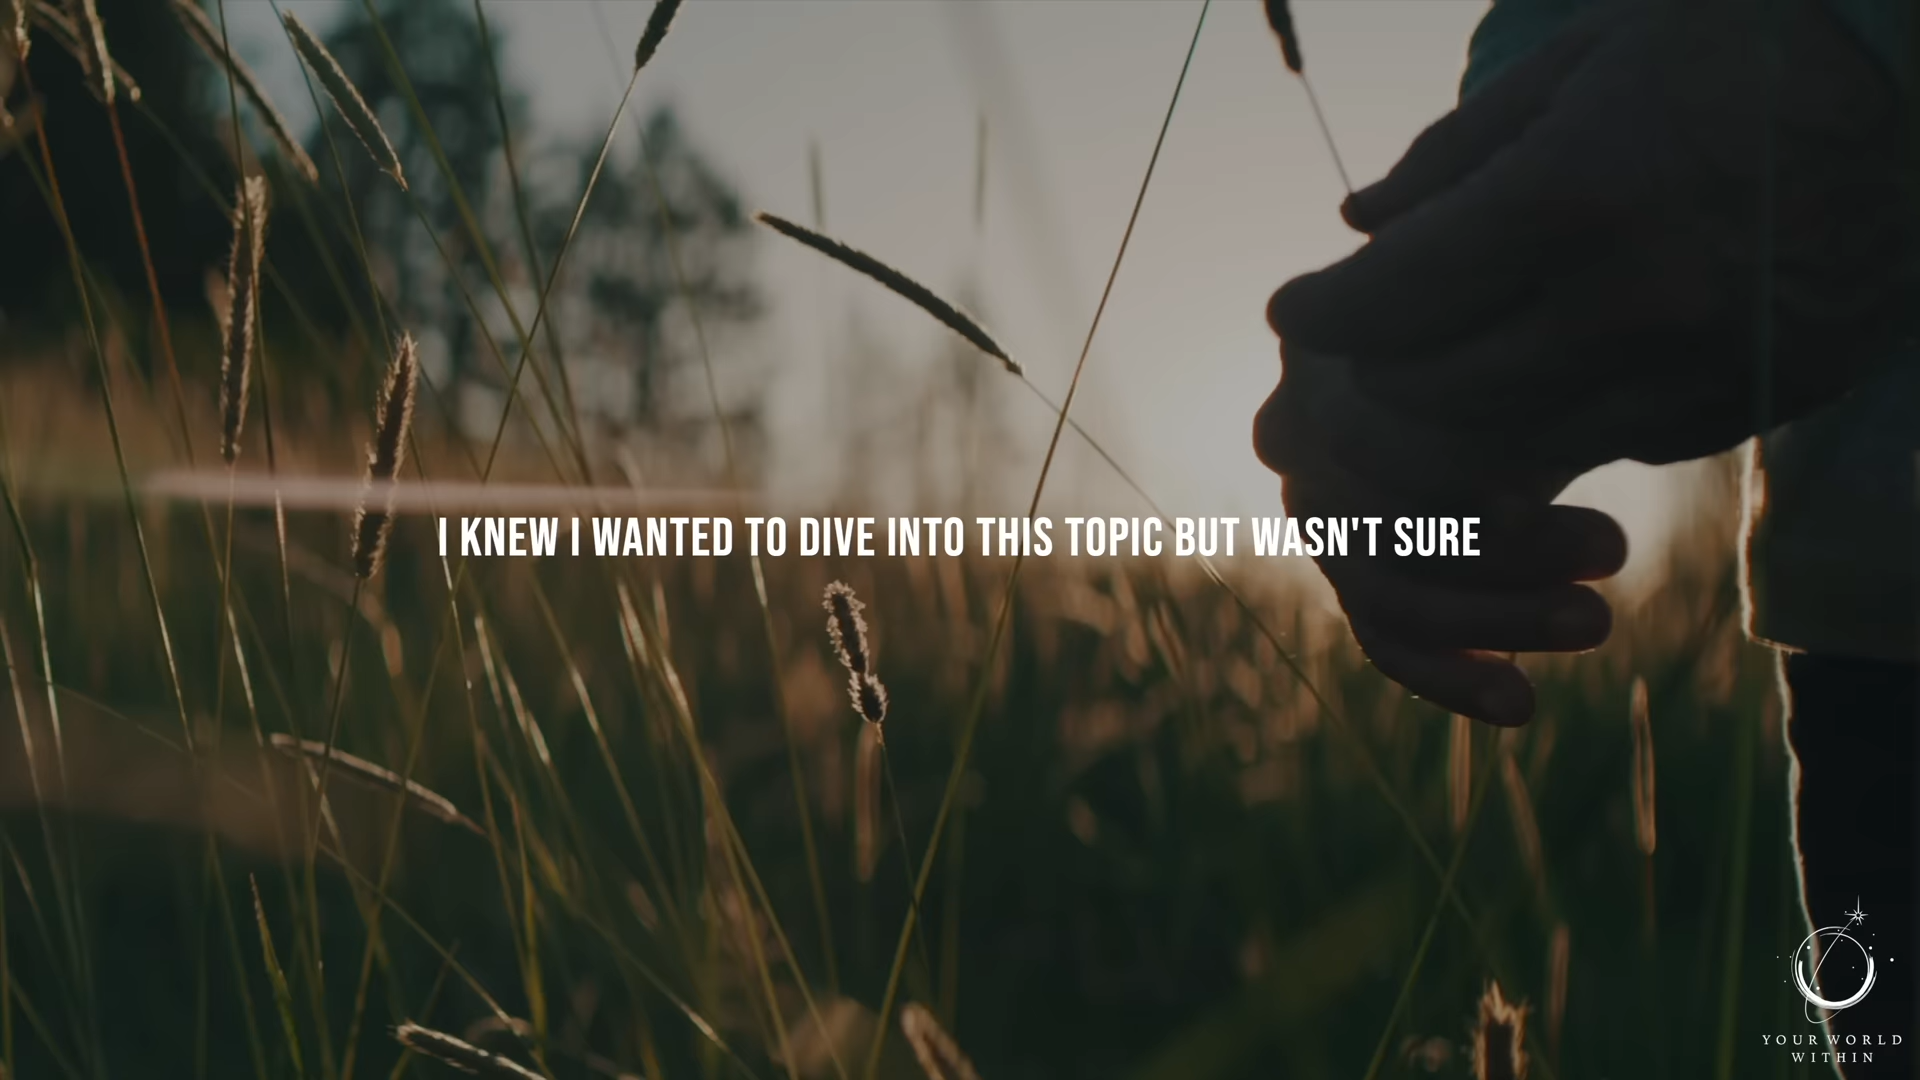 I KNEW I WANTED TO DIVE INTO THIS TOPIC BUT WASN'T SURE
YOUR WORLD
WITHIN